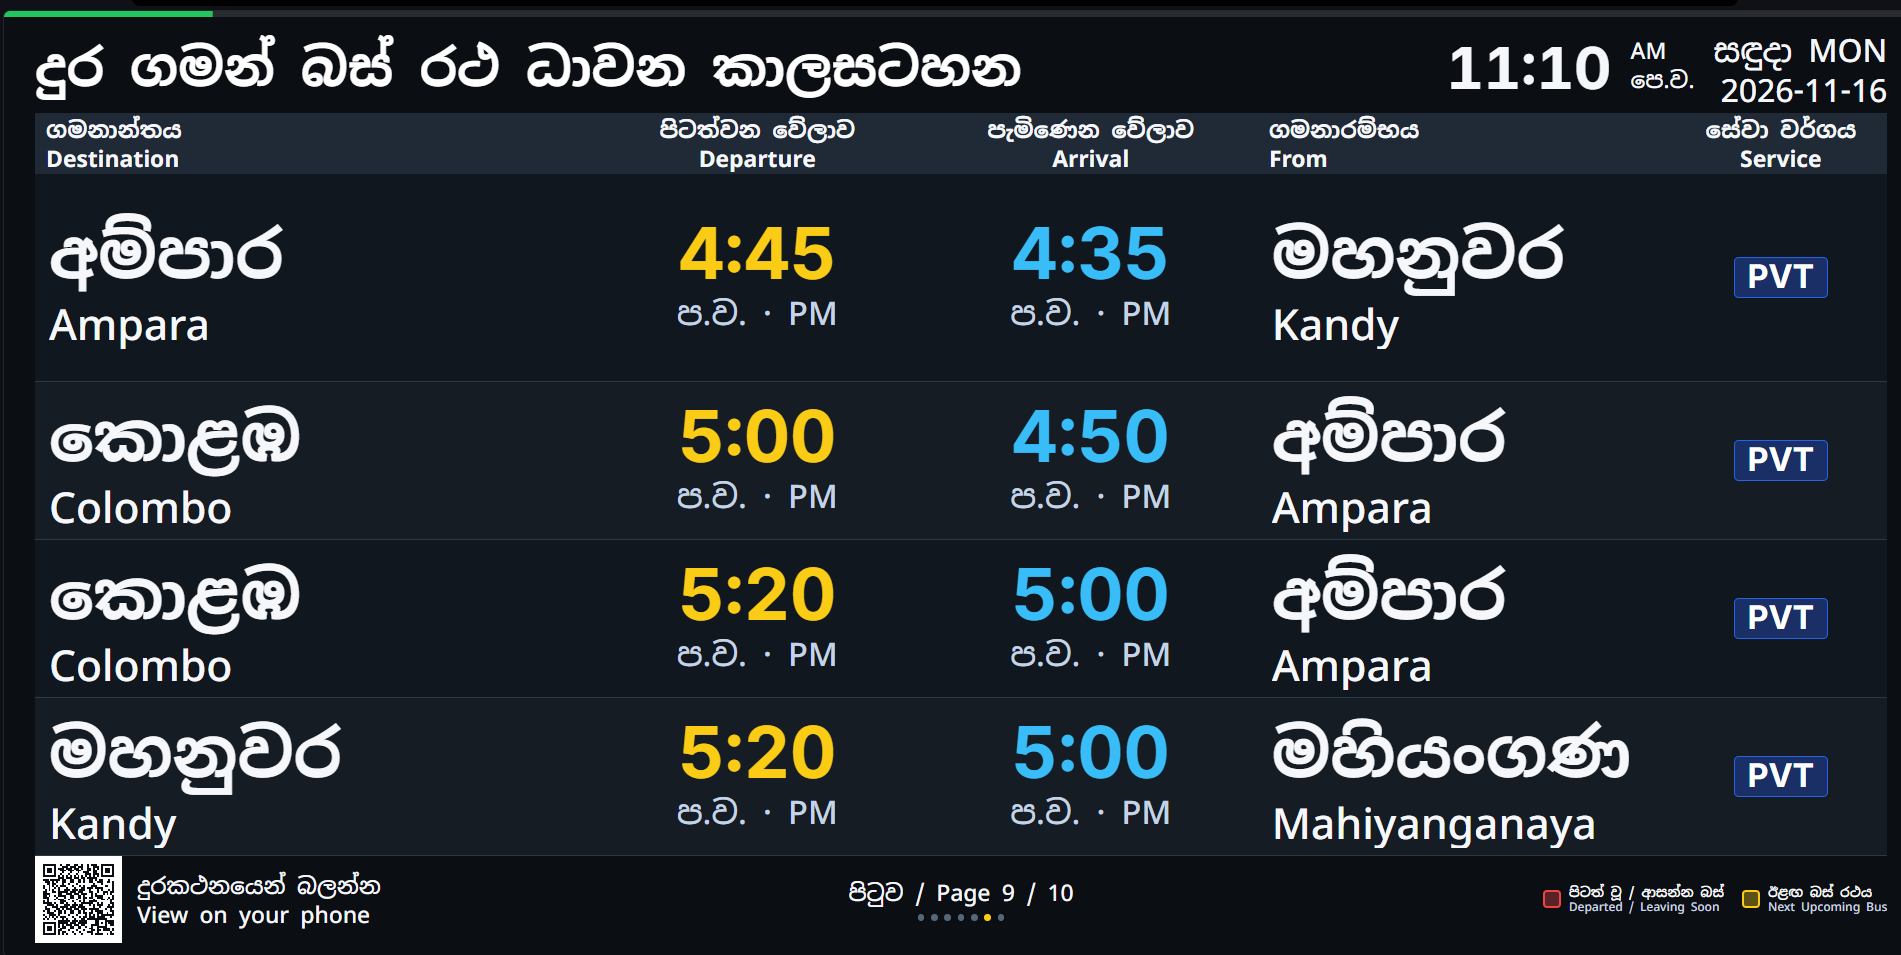 දුර ගමන් බස් රථ ධාවන කාලසටහන
11:10 AM පෙ.ව. සඳුදා MON 2026-11-16
ගමනාන්තය පිටත්වන වේලාව පැමිණෙන වේලාව ගමනාරම්භය සේවා වර්ගය
Destination Departure Arrival From Service
අම්පාර 4:45 4:35 මහනුවර PVT
Ampara ප.ව. · PM ප.ව. · PM Kandy
කොළඹ 5:00 4:50 අම්පාර PVT
Colombo ප.ව. · PM ප.ව. · PM Ampara
කොළඹ 5:20 5:00 අම්පාර PVT
Colombo ප.ව. · PM ප.ව. · PM Ampara
මහනුවර 5:20 5:00 මහියංගණ PVT
Kandy ප.ව. · PM ප.ව. · PM Mahiyanganaya
දුරකථනයෙන් බලන්න
View on your phone
පිටුව / Page 9 / 10
පිටත් වූ / ආසන්න බස්
Departed / Leaving Soon
ඊළඟ බස් රථය
Next Upcoming Bus